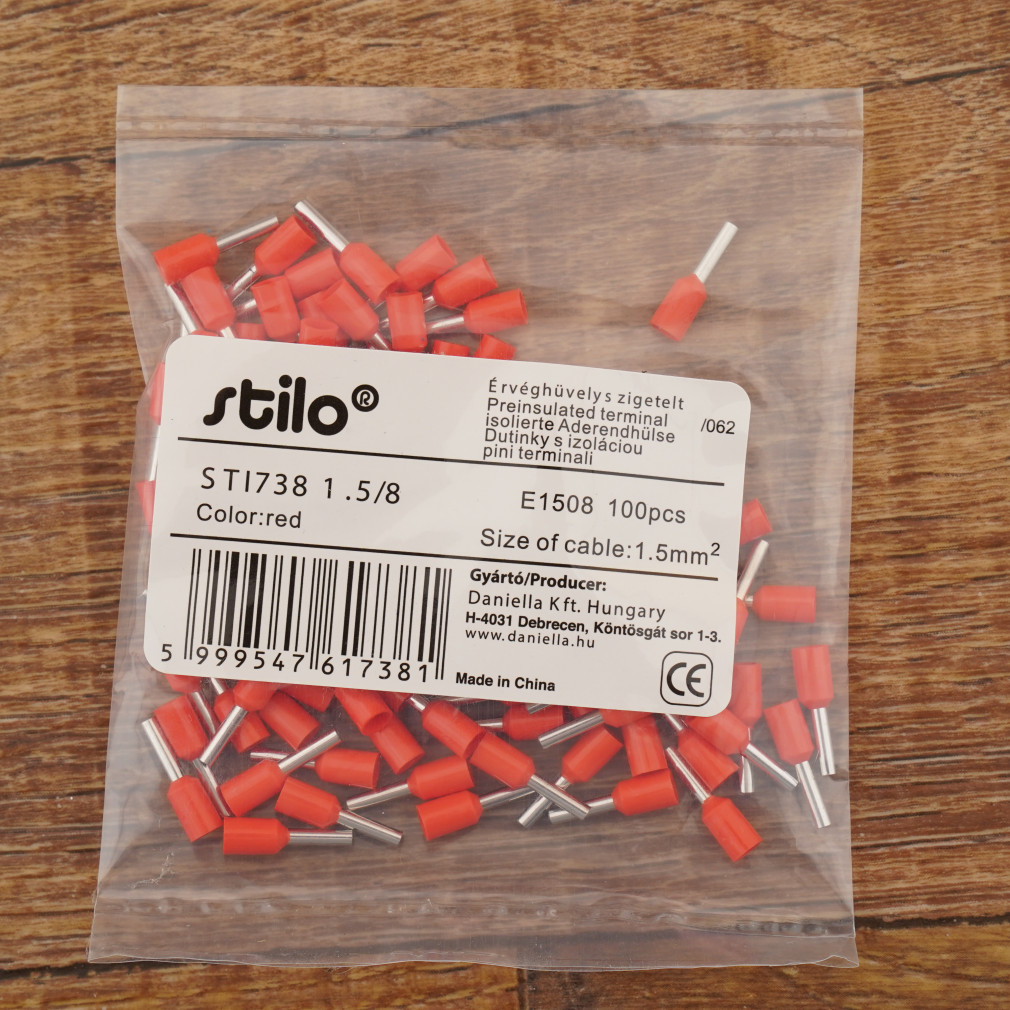 stilo®
Érvéghüvelys zigetelt
Preinsulated terminal
isolierte Aderendhülse
Dutinky s izoláciou
pini terminali
/062
STI738 1.5/8
E1508 100pcs
Color:red
Size of cable:1.5mm²
Gyártó/Producer:
Daniella Kft. Hungary
H-4031 Debrecen, Köntösgát sor 1-3.
www.daniella.hu
5 999547 617381
Made in China
CE